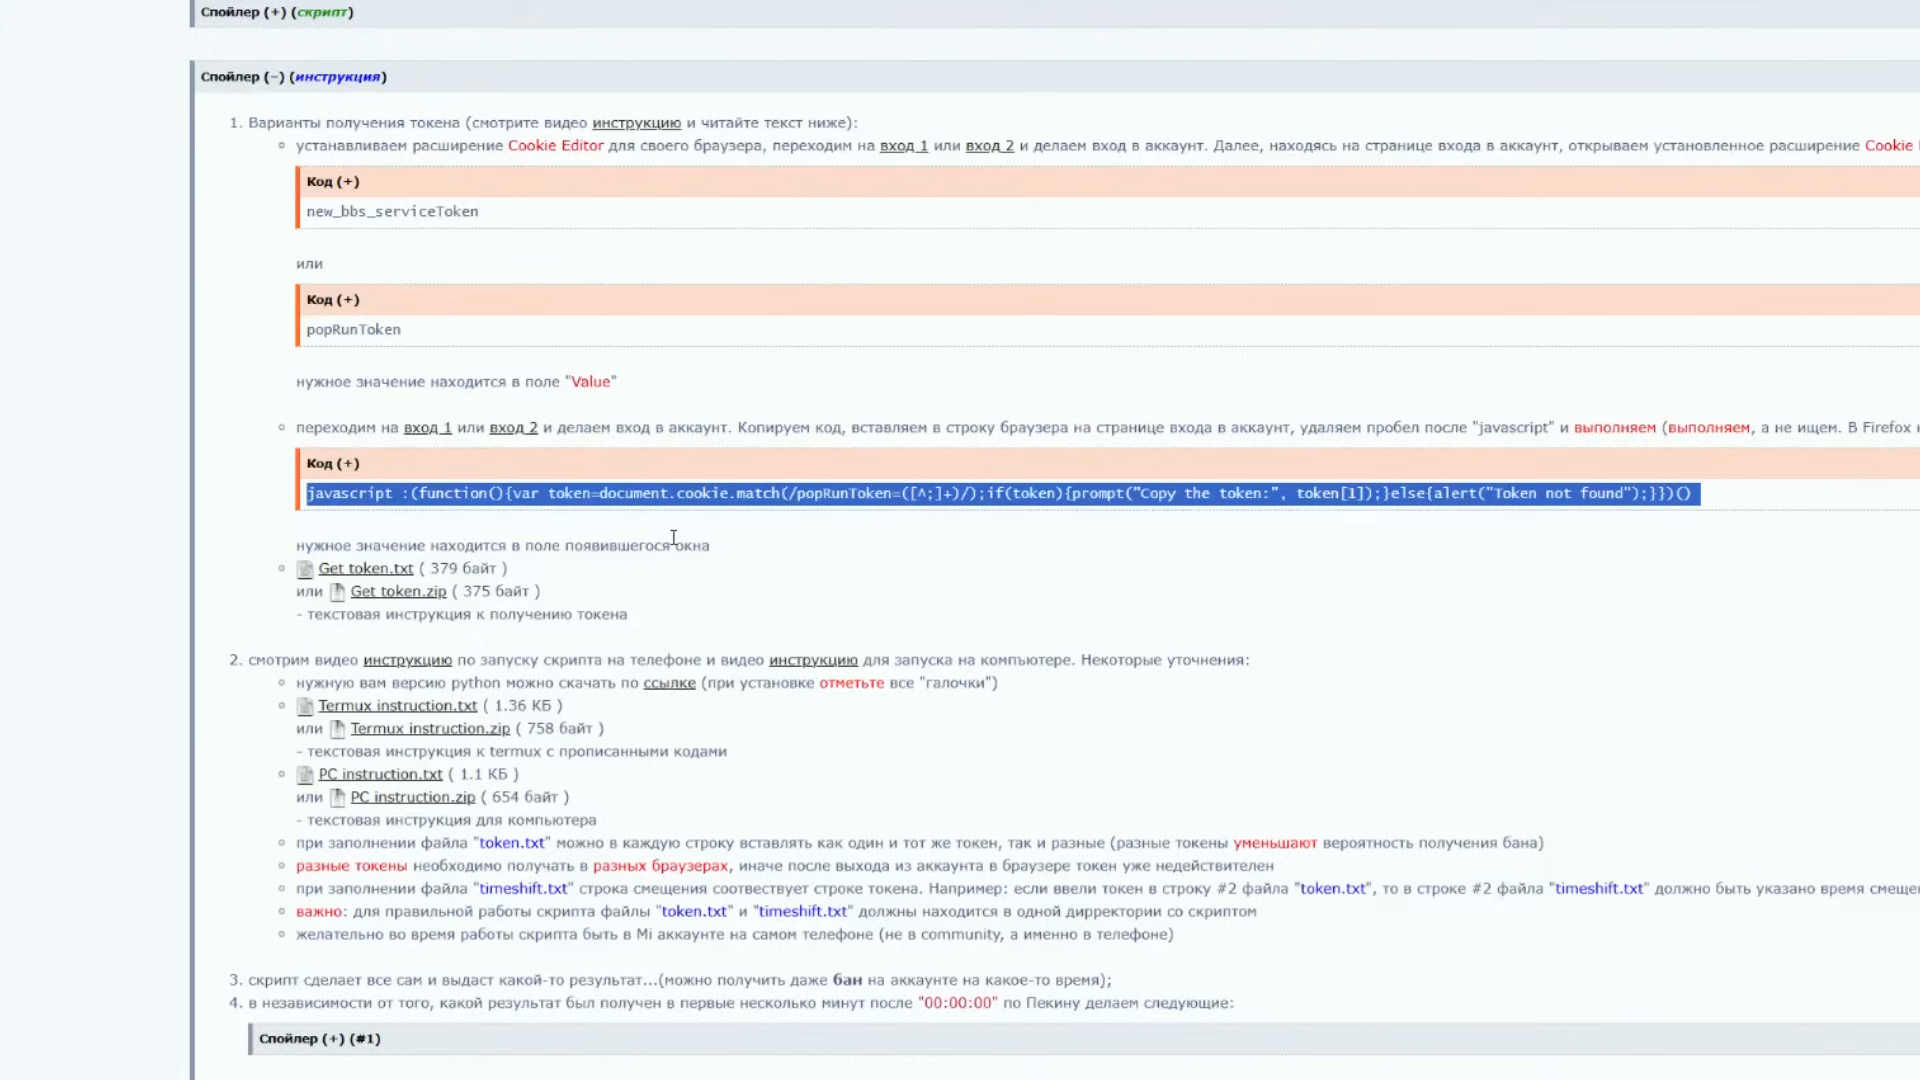 Спойлер (+) (скрипт)
Спойлер (−) (инструкция)
1. Варианты получения токена (смотрите видео инструкцию и читайте текст ниже):
устанавливаем расширение Cookie Editor для своего браузера, переходим на вход 1 или вход 2 и делаем вход в аккаунт. Далее, находясь на странице входа в аккаунт, открываем установленное расширение Cookie
Код (+)
new_bbs_serviceToken
или
Код (+)
popRunToken
нужное значение находится в поле "Value"
переходим на вход 1 или вход 2 и делаем вход в аккаунт. Копируем код, вставляем в строку браузера на странице входа в аккаунт, удаляем пробел после "javascript" и выполняем (выполняем, а не ищем. В Firefox
Код (+)
javascript :(function(){var token=document.cookie.match(/popRunToken=([^;]+)/);if(token){prompt("Copy the token:", token[1]);}else{alert("Token not found");}})()
нужное значение находится в поле появившегося окна
Get token.txt ( 379 байт )
или Get token.zip ( 375 байт )
- текстовая инструкция к получению токена
2. смотрим видео инструкцию по запуску скрипта на телефоне и видео инструкцию для запуска на компьютере. Некоторые уточнения:
нужную вам версию python можно скачать по ссылке (при установке отметьте все "галочки")
Termux instruction.txt ( 1.36 КБ )
или Termux instruction.zip ( 758 байт )
- текстовая инструкция к termux с прописанными кодами
PC instruction.txt ( 1.1 КБ )
или PC instruction.zip ( 654 байт )
- текстовая инструкция для компьютера
при заполнении файла "token.txt" можно в каждую строку вставлять как один и тот же токен, так и разные (разные токены уменьшают вероятность получения бана)
разные токены необходимо получать в разных браузерах, иначе после выхода из аккаунта в браузере токен уже недействителен
при заполнении файла "timeshift.txt" строка смещения соотвествует строке токена. Например: если ввели токен в строку #2 файла "token.txt", то в строке #2 файла "timeshift.txt" должно быть указано время
важно: для правильной работы скрипта файлы "token.txt" и "timeshift.txt" должны находится в одной дирректории со скриптом
желательно во время работы скрипта быть в Mi аккаунте на самом телефоне (не в community, а именно в телефоне)
3. скрипт сделает все сам и выдаст какой-то результат...(можно получить даже бан на аккаунте на какое-то время);
4. в независимости от того, какой результат был получен в первые несколько минут после "00:00:00" по Пекину делаем следующие:
Спойлер (+) (#1)